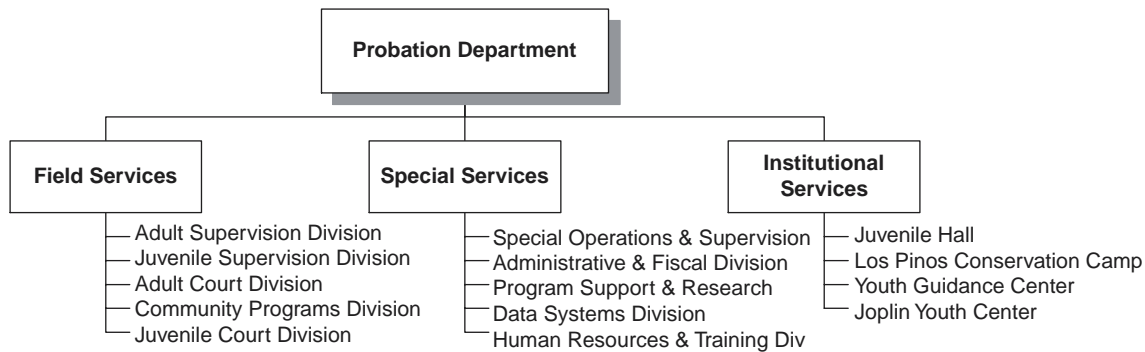 Probation Department
Field Services
Adult Supervision Division
Juvenile Supervision Division
Adult Court Division
Community Programs Division
Juvenile Court Division
Special Services
Special Operations & Supervision
Administrative & Fiscal Division
Program Support & Research
Data Systems Division
Human Resources & Training Div
Institutional
Services
Juvenile Hall
Los Pinos Conservation Camp
Youth Guidance Center
Joplin Youth Center